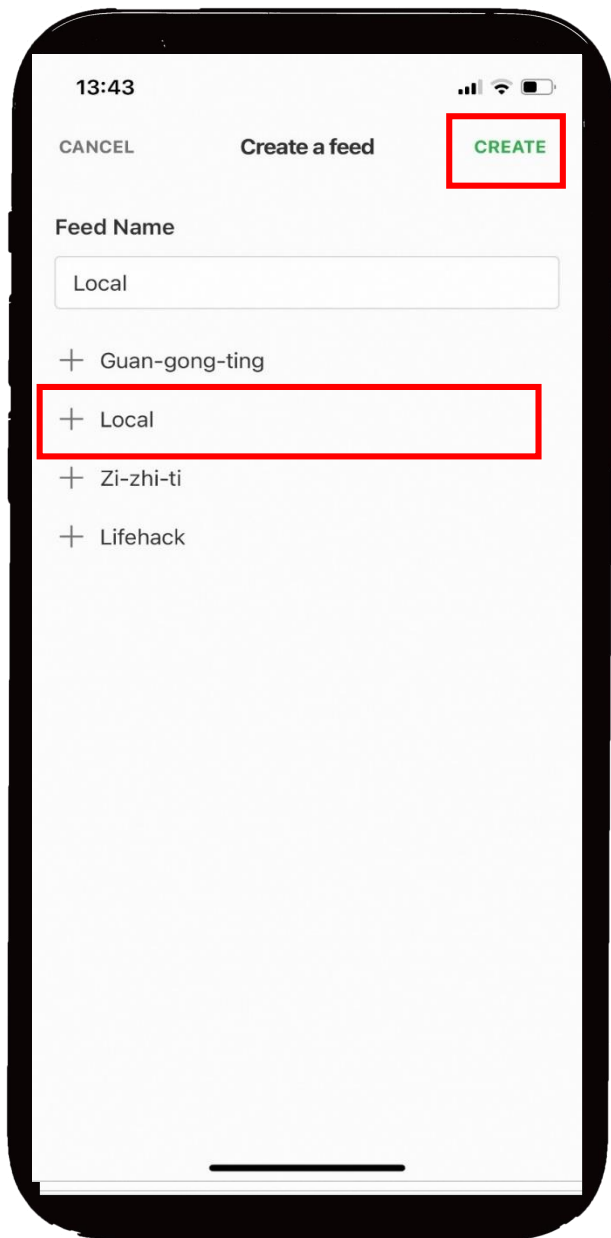 13:43
CANCEL Create a feed CREATE
Feed Name
Local
+ Guan-gong-ting
+ Local
+ Zi-zhi-ti
+ Lifehack